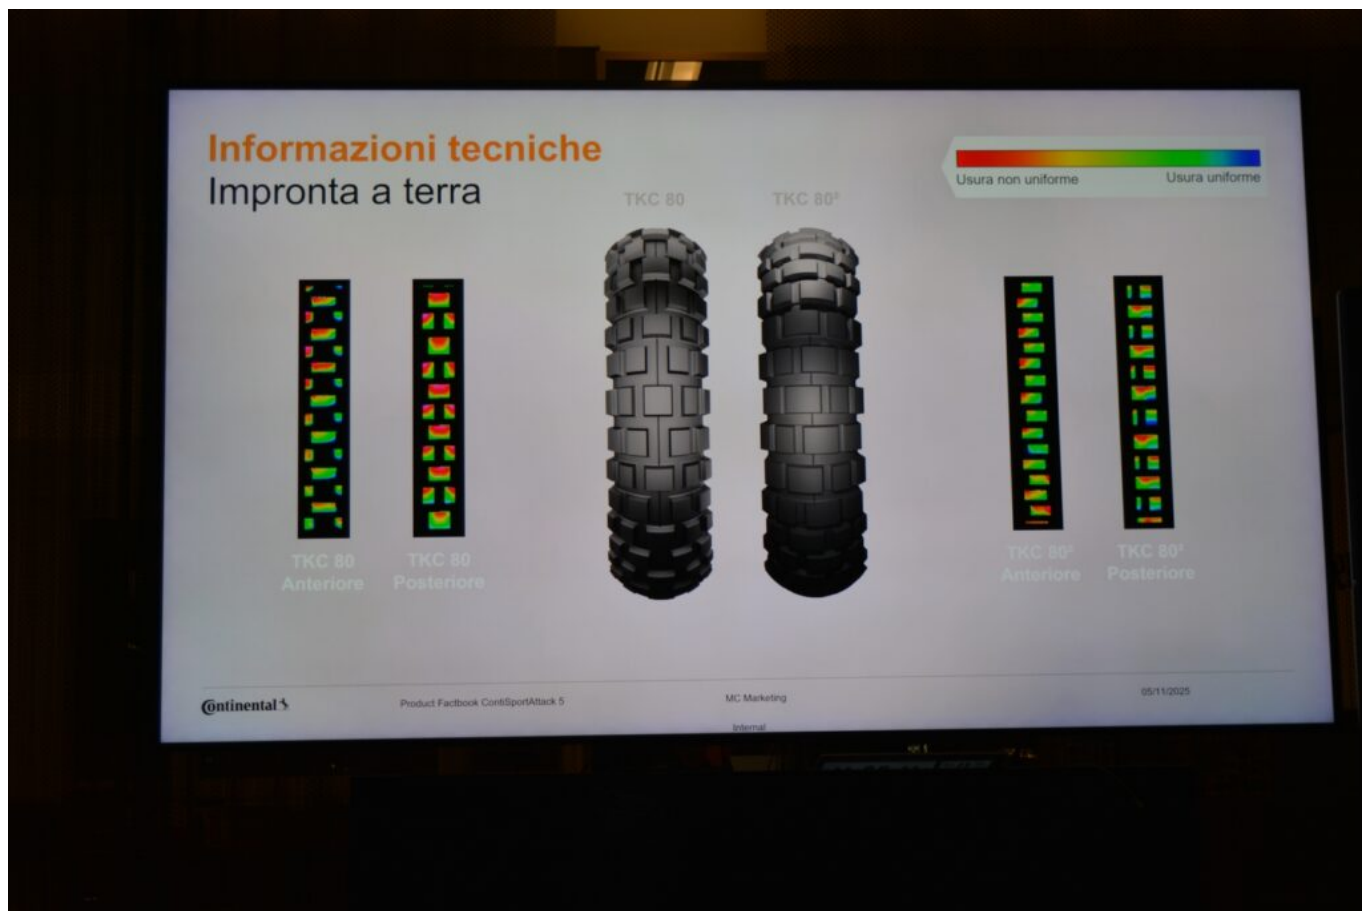 Informazioni tecniche
Impronta a terra
TKC 80
TKC 80²
Usura non uniforme
Usura uniforme
TKC 80
Anteriore
TKC 80
Posteriore
TKC 80²
Anteriore
TKC 80²
Posteriore
Continental
Product Factbook ContiSportAttack 5
MC Marketing
Internal
05/11/2025